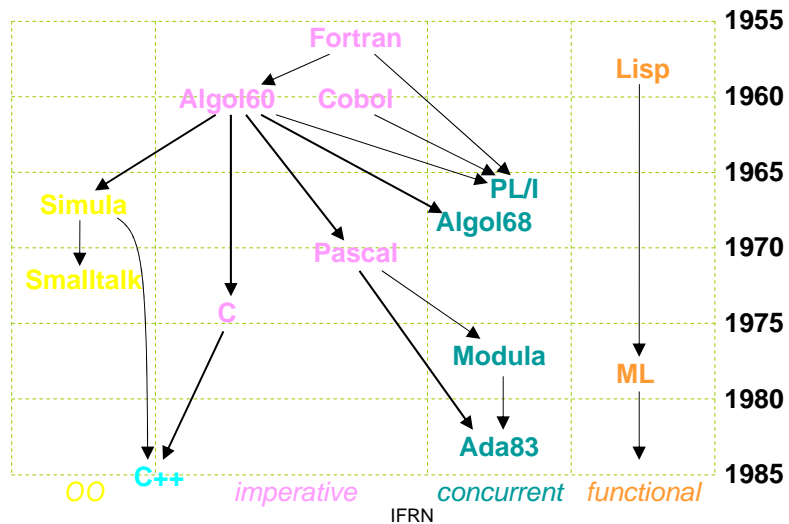 1955
Fortran
Lisp
Algol60 Cobol 1960
1965
PL/I
Simula
Algol68
Pascal 1970
Smalltalk
C
1975
Modula
ML
1980
Ada83
C++ 1985
OO imperative concurrent functional
IFRN